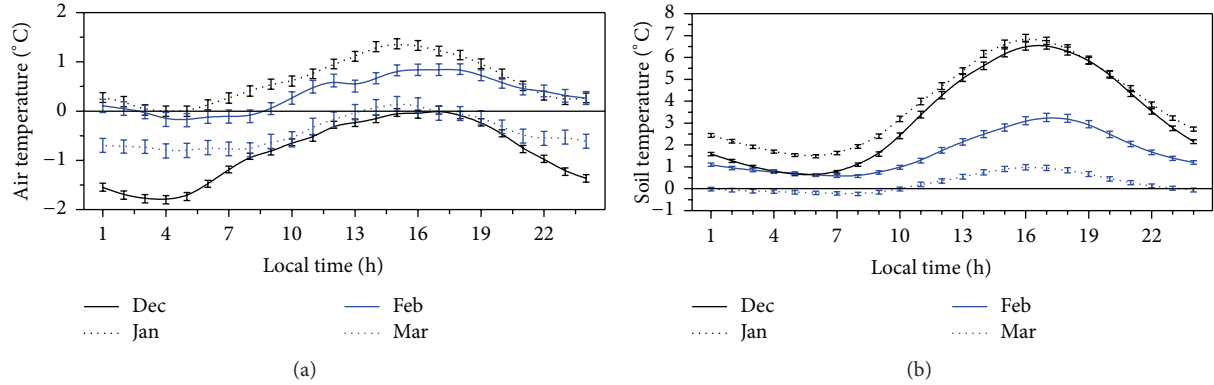 2
1
0
−1
−2
Air temperature (°C)
1 4 7 10 13 16 19 22
Local time (h)
Dec Feb
Jan Mar
(a)
8
7
6
5
4
3
2
1
0
−1
Soil temperature (°C)
1 4 7 10 13 16 19 22
Local time (h)
Dec Feb
Jan Mar
(b)